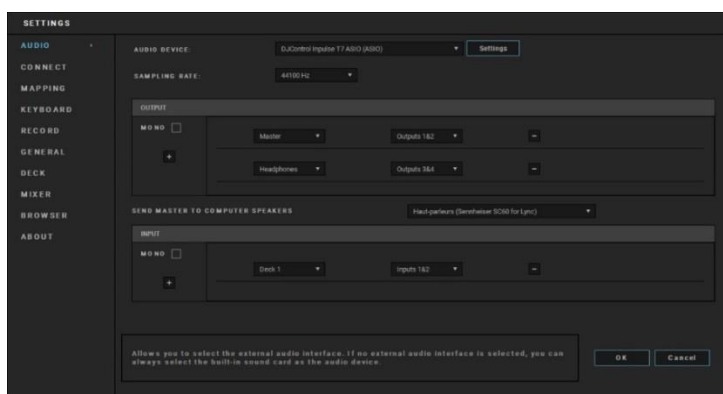 SETTINGS
AUDIO
CONNECT
MAPPING
KEYBOARD
RECORD
GENERAL
DECK
MIXER
BROWSER
ABOUT
AUDIO DEVICE: DJControl Inpulse T7 ASIO (ASIO) Settings
SAMPLING RATE: 44100 Hz
OUTPUT
MONO
Master Outputs 1&2 −
+
Headphones Outputs 3&4 −
SEND MASTER TO COMPUTER SPEAKERS Haut-parleurs (Sennheiser SC60 for Lync)
INPUT
MONO
Deck 1 Inputs 1&2 −
+
Allows you to select the external audio interface. If no external audio interface is selected, you can
always select the built-in sound card as the audio device.
OK Cancel